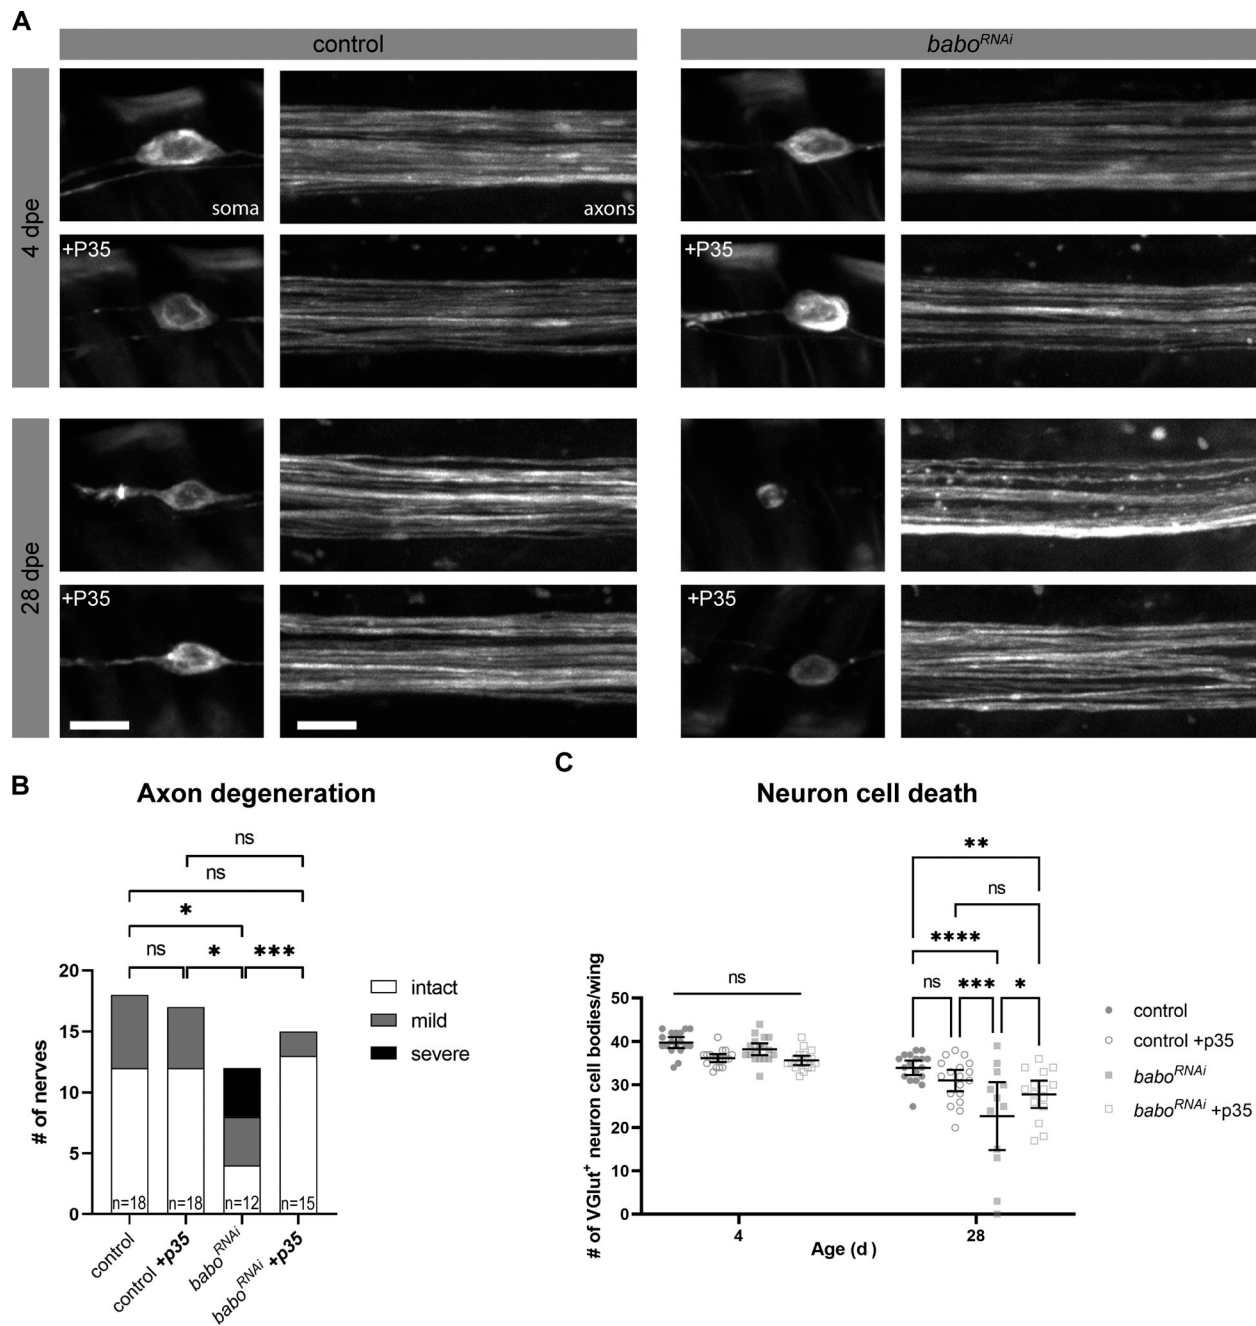 A
control
babo^RNAi
4 dpe
soma
axons
+P35
+P35
28 dpe
+P35
+P35
B
Axon degeneration
ns
ns
*
ns
*
***
# of nerves
20
15
10
5
0
n=18
n=18
n=12
n=15
control
control +p35
babo^RNAi
babo^RNAi +p35
intact
mild
severe
C
Neuron cell death
**
ns
****
ns
***
*
ns
# of VGlut^+ neuron cell bodies/wing
50
40
30
20
10
0
4
28
Age (d )
control
control +p35
babo^RNAi
babo^RNAi +p35